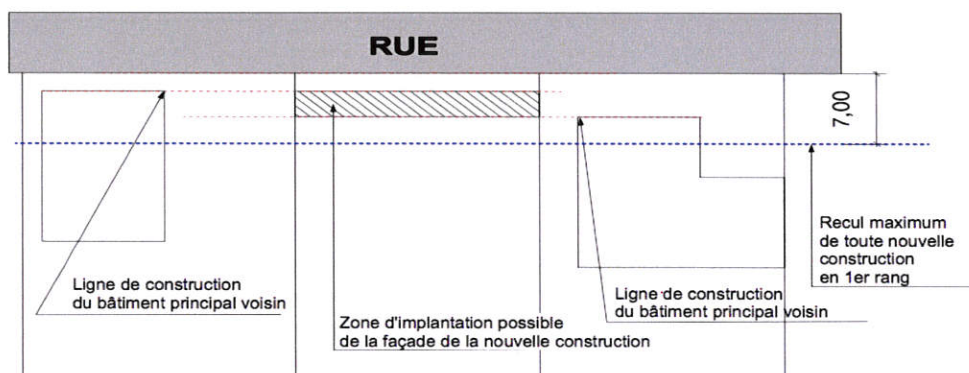 RUE
7,00
Recul maximum
de toute nouvelle
construction
en 1er rang
Ligne de construction
du bâtiment principal voisin
Ligne de construction
du bâtiment principal voisin
Zone d'implantation possible
de la façade de la nouvelle construction